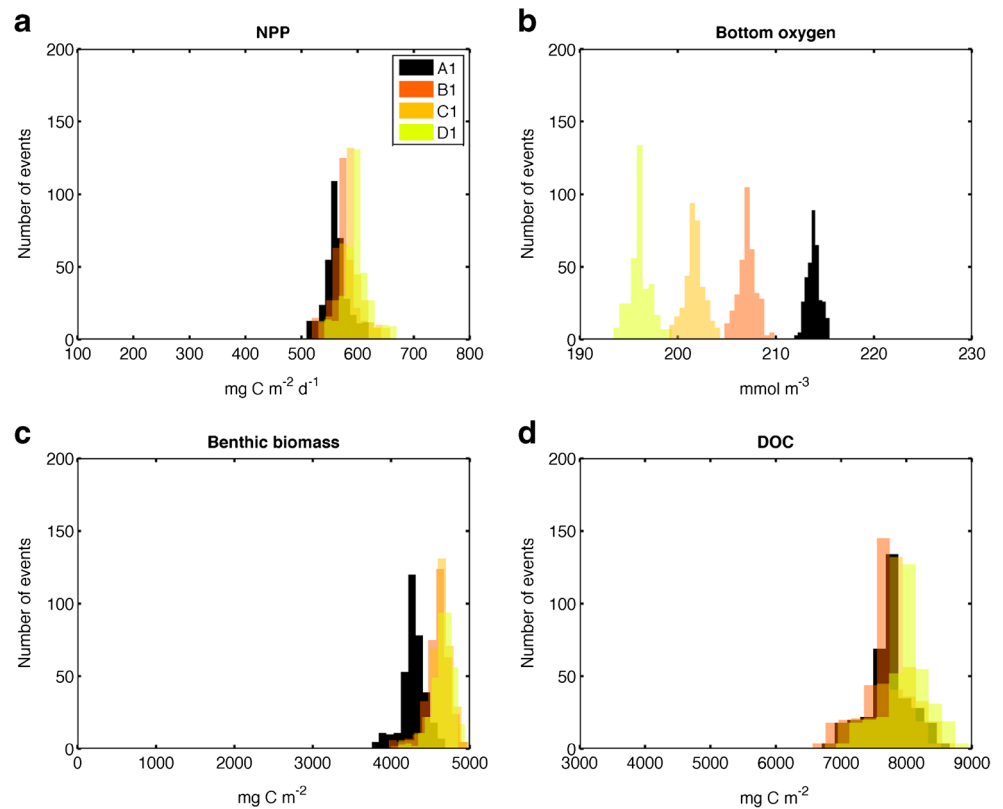 a
NPP
200
150
100
50
0
Number of events
A1
B1
C1
D1
100 200 300 400 500 600 700 800
mg C m-2 d-1
b
Bottom oxygen
200
150
100
50
0
Number of events
190 200 210 220 230
mmol m-3
c
Benthic biomass
200
150
100
50
0
Number of events
0 1000 2000 3000 4000 5000
mg C m-2
d
DOC
200
150
100
50
0
Number of events
3000 4000 5000 6000 7000 8000 9000
mg C m-2